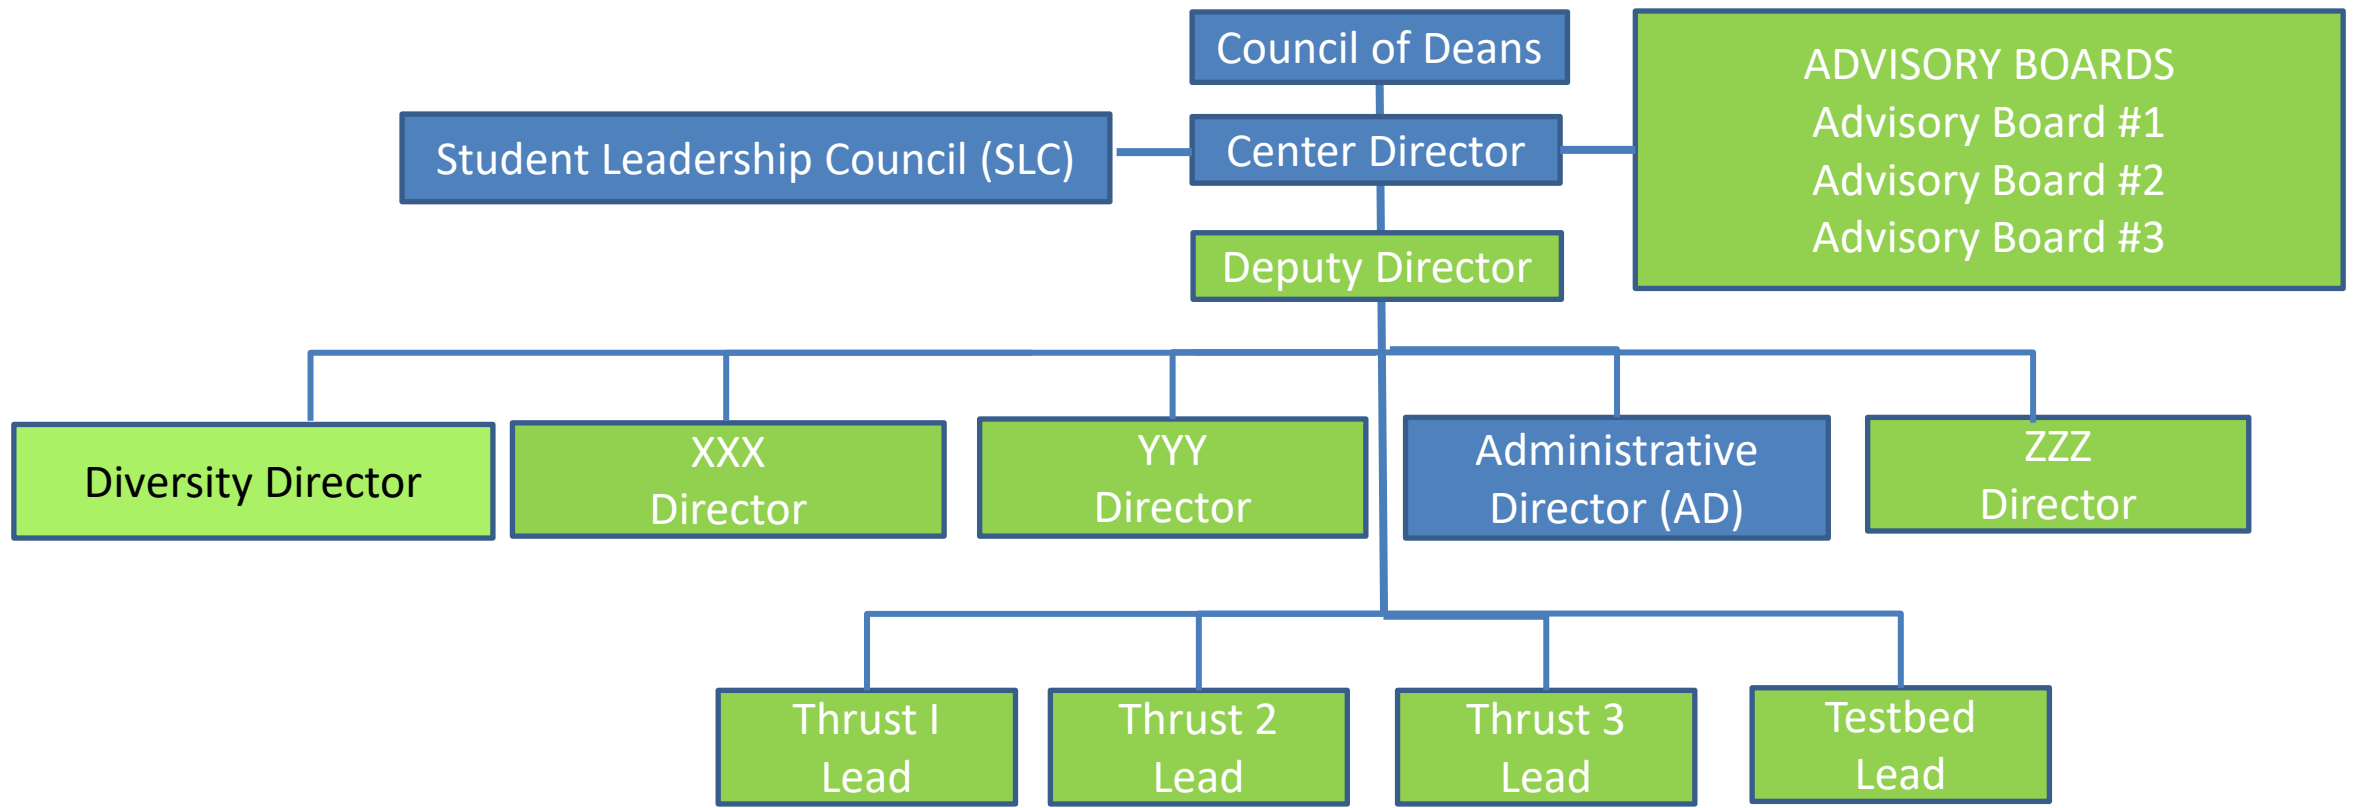 Council of Deans
ADVISORY BOARDS
Advisory Board #1
Advisory Board #2
Advisory Board #3
Student Leadership Council (SLC)
Center Director
Deputy Director
Diversity Director
XXX
Director
YYY
Director
Administrative
Director (AD)
ZZZ
Director
Thrust I
Lead
Thrust 2
Lead
Thrust 3
Lead
Testbed
Lead